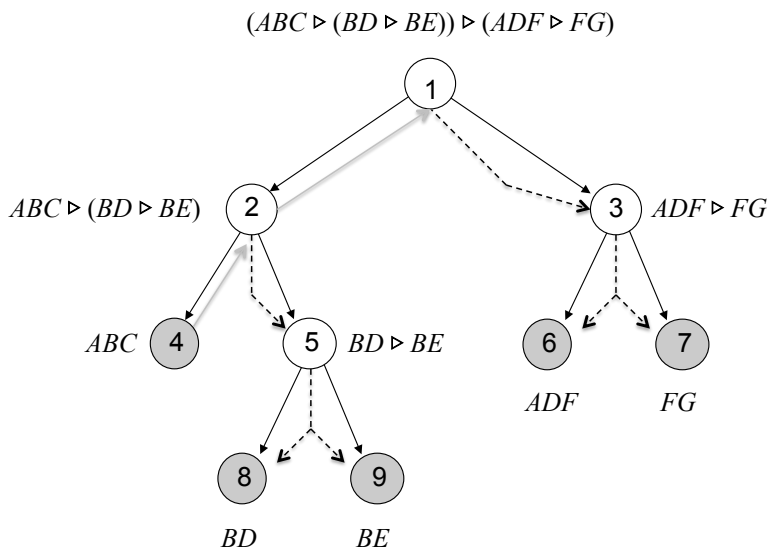 (ABC ▹ (BD ▹ BE)) ▹ (ADF ▹ FG)
1
ABC ▹ (BD ▹ BE)
2
3
ADF ▹ FG
ABC
4
5
BD ▹ BE
6
7
ADF
FG
8
9
BD
BE